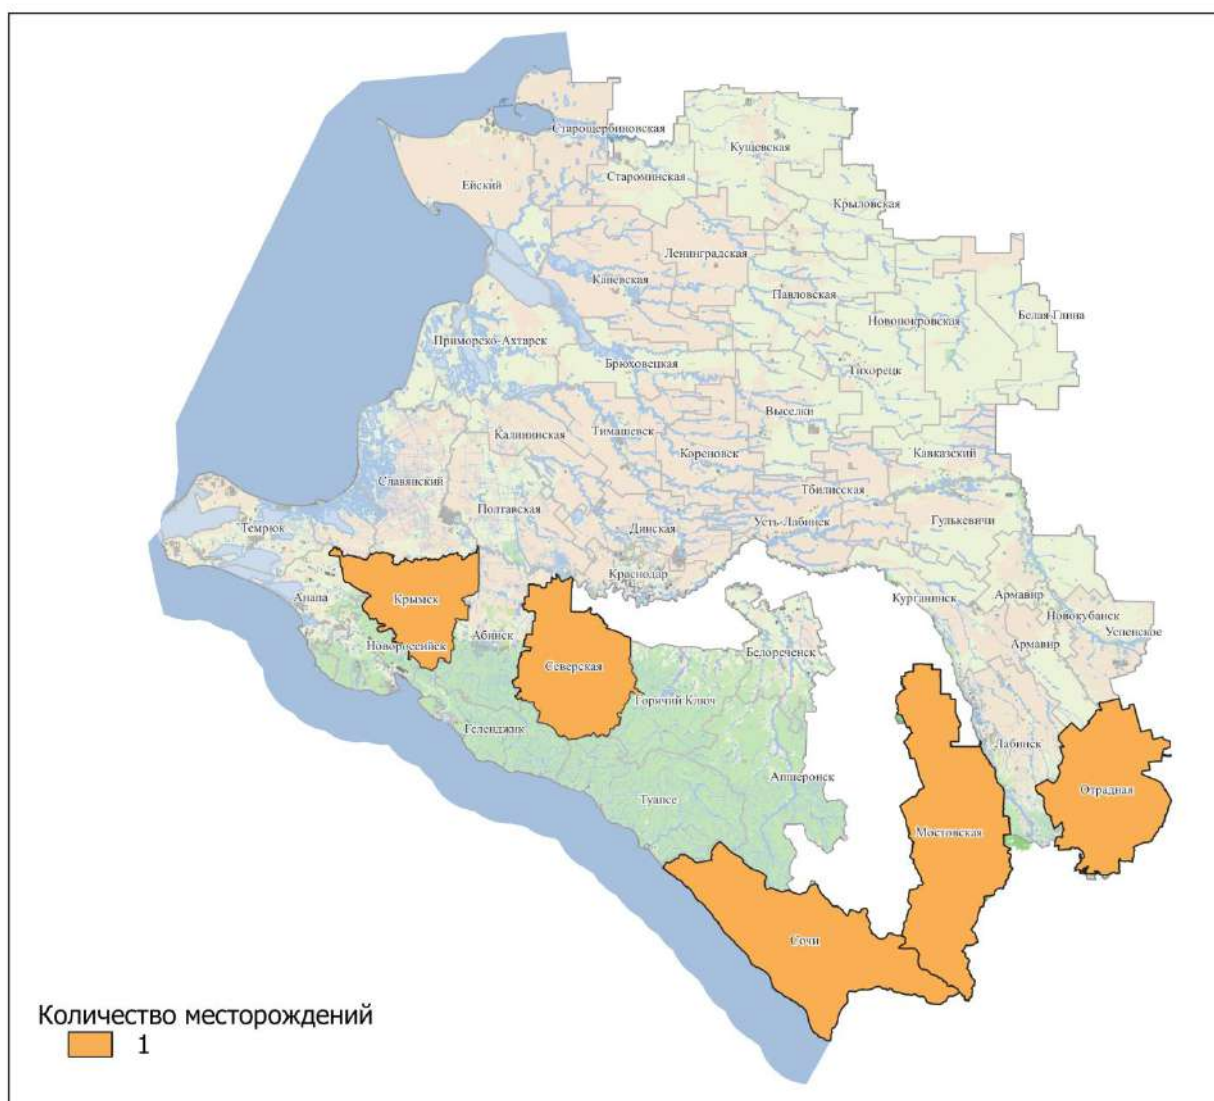 Старощербиновская
Кущевская
Староминская
Ейский
Крыловская
Ленинградская
Каневская
Павловская
Новопокровская
Белая Глина
Приморско-Ахтарск
Брюховецкая
Тихорецк
Выселки
Калининская
Тимашевск
Кореновск
Кавказский
Славянский
Тбилисская
Полтавская
Темрюк
Динская
Усть-Лабинск
Гулькевичи
Краснодар
Анапа
Крымск
Курганинск
Армавир
Новокубанск
Абинск
Успенское
Новороссийск
Армавир
Белореченск
Северская
Горячий Ключ
Геленджик
Лабинск
Апшеронск
Отрадная
Туапсе
Мостовская
Сочи
Количество месторождений
1